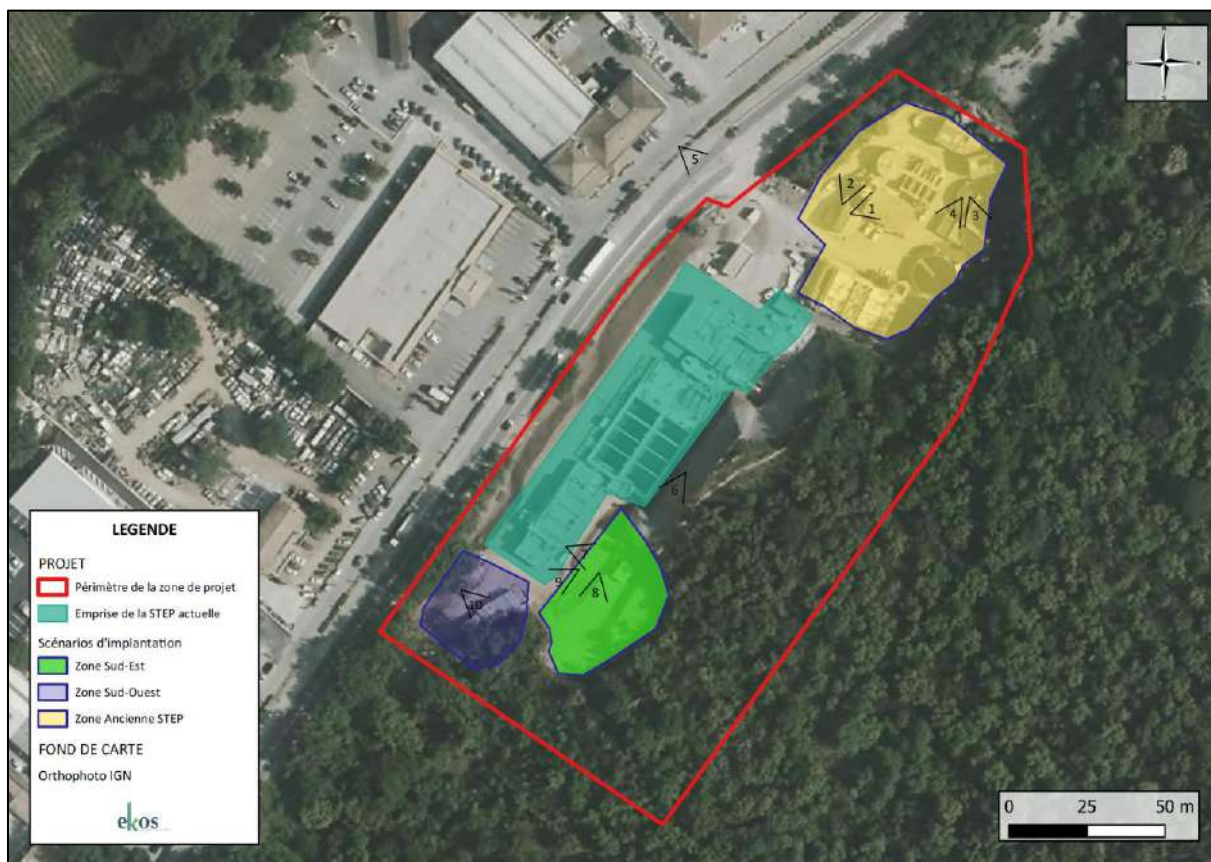 5
2
1
4
3
6
9
8
10
LEGENDE
PROJET
Périmètre de la zone de projet
Emprise de la STEP actuelle
Scénarios d'implantation
Zone Sud-Est
Zone Sud-Ouest
Zone Ancienne STEP
FOND DE CARTE
Orthophoto IGN
ekos
0 25 50 m